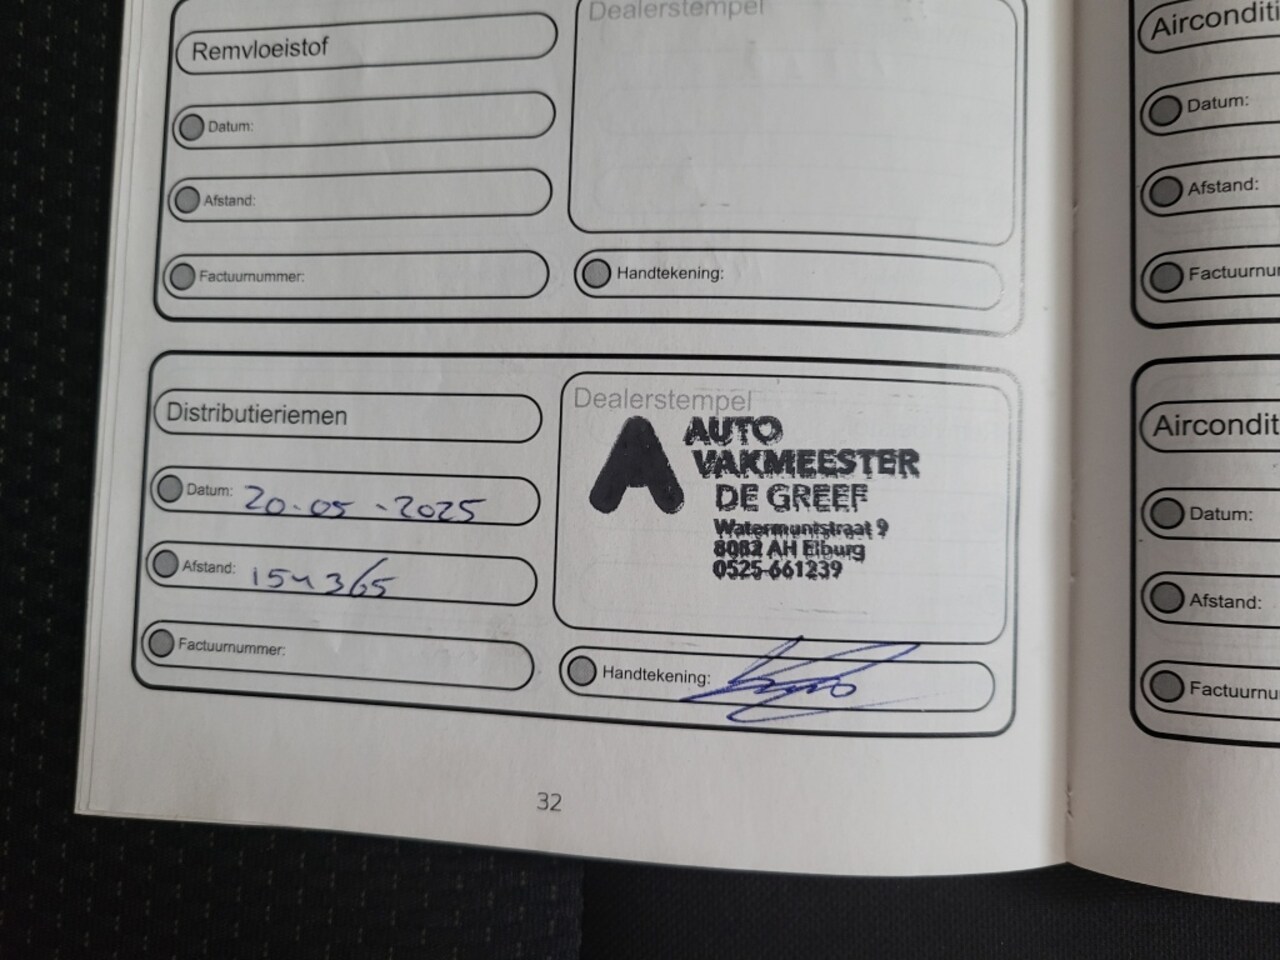 Remvloeistof
Datum:
Afstand:
Factuurnummer:
Dealerstempel
Handtekening:
Distributieriemen
Datum: 20-05-2025
Afstand: 154365
Factuurnummer:
Dealerstempel
AUTO
VAKMEESTER
DE GREEF
Watermuntstraat 9
8082 AH Elburg
0525-661239
Handtekening:
32
Airconditi
Datum:
Afstand:
Factuurnu
Aircondit
Datum:
Afstand:
Factuurnu